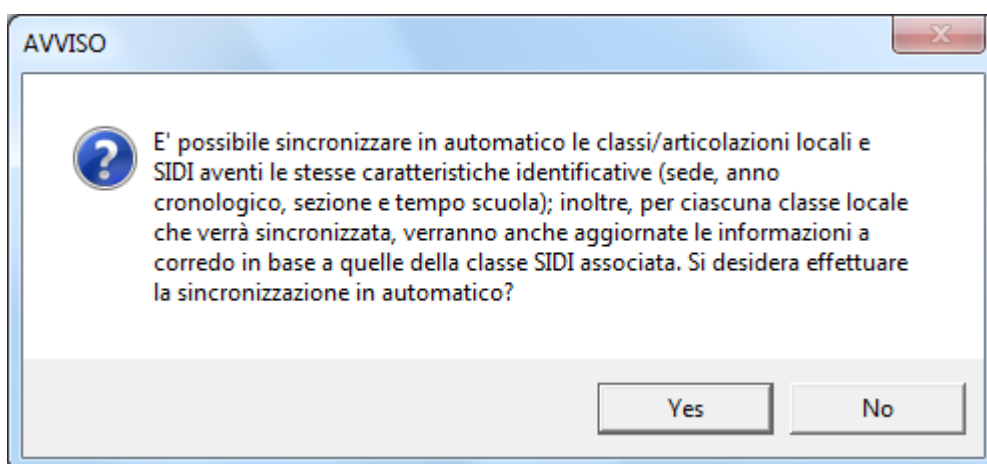 AVVISO
E' possibile sincronizzare in automatico le classi/articolazioni locali e
SIDI aventi le stesse caratteristiche identificative (sede, anno
cronologico, sezione e tempo scuola); inoltre, per ciascuna classe locale
che verrà sincronizzata, verranno anche aggiornate le informazioni a
corredo in base a quelle della classe SIDI associata. Si desidera effettuare
la sincronizzazione in automatico?
Yes
No